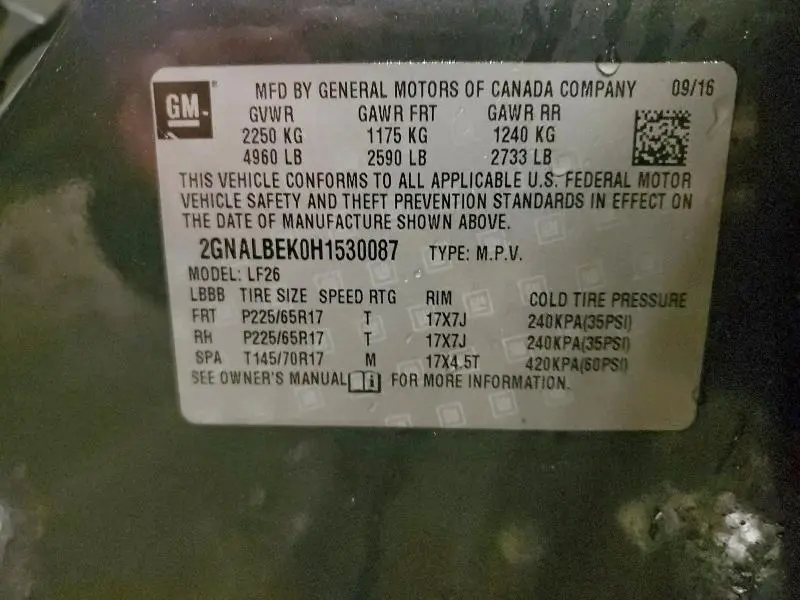 GM MFD BY GENERAL MOTORS OF CANADA COMPANY 09/16
GVWR GAWR FRT GAWR RR
2250 KG 1175 KG 1240 KG
4960 LB 2590 LB 2733 LB
THIS VEHICLE CONFORMS TO ALL APPLICABLE U.S. FEDERAL MOTOR
VEHICLE SAFETY AND THEFT PREVENTION STANDARDS IN EFFECT ON
THE DATE OF MANUFACTURE SHOWN ABOVE.
2GNALBEK0H1530087 TYPE: M.P.V.
MODEL: LF26
LBBB TIRE SIZE SPEED RTG RIM COLD TIRE PRESSURE
FRT P225/65R17 T 17X7J 240KPA(35PSI)
RH P225/65R17 T 17X7J 240KPA(35PSI)
SPA T145/70R17 M 17X4.5T 420KPA(60PSI)
SEE OWNER'S MANUAL FOR MORE INFORMATION.